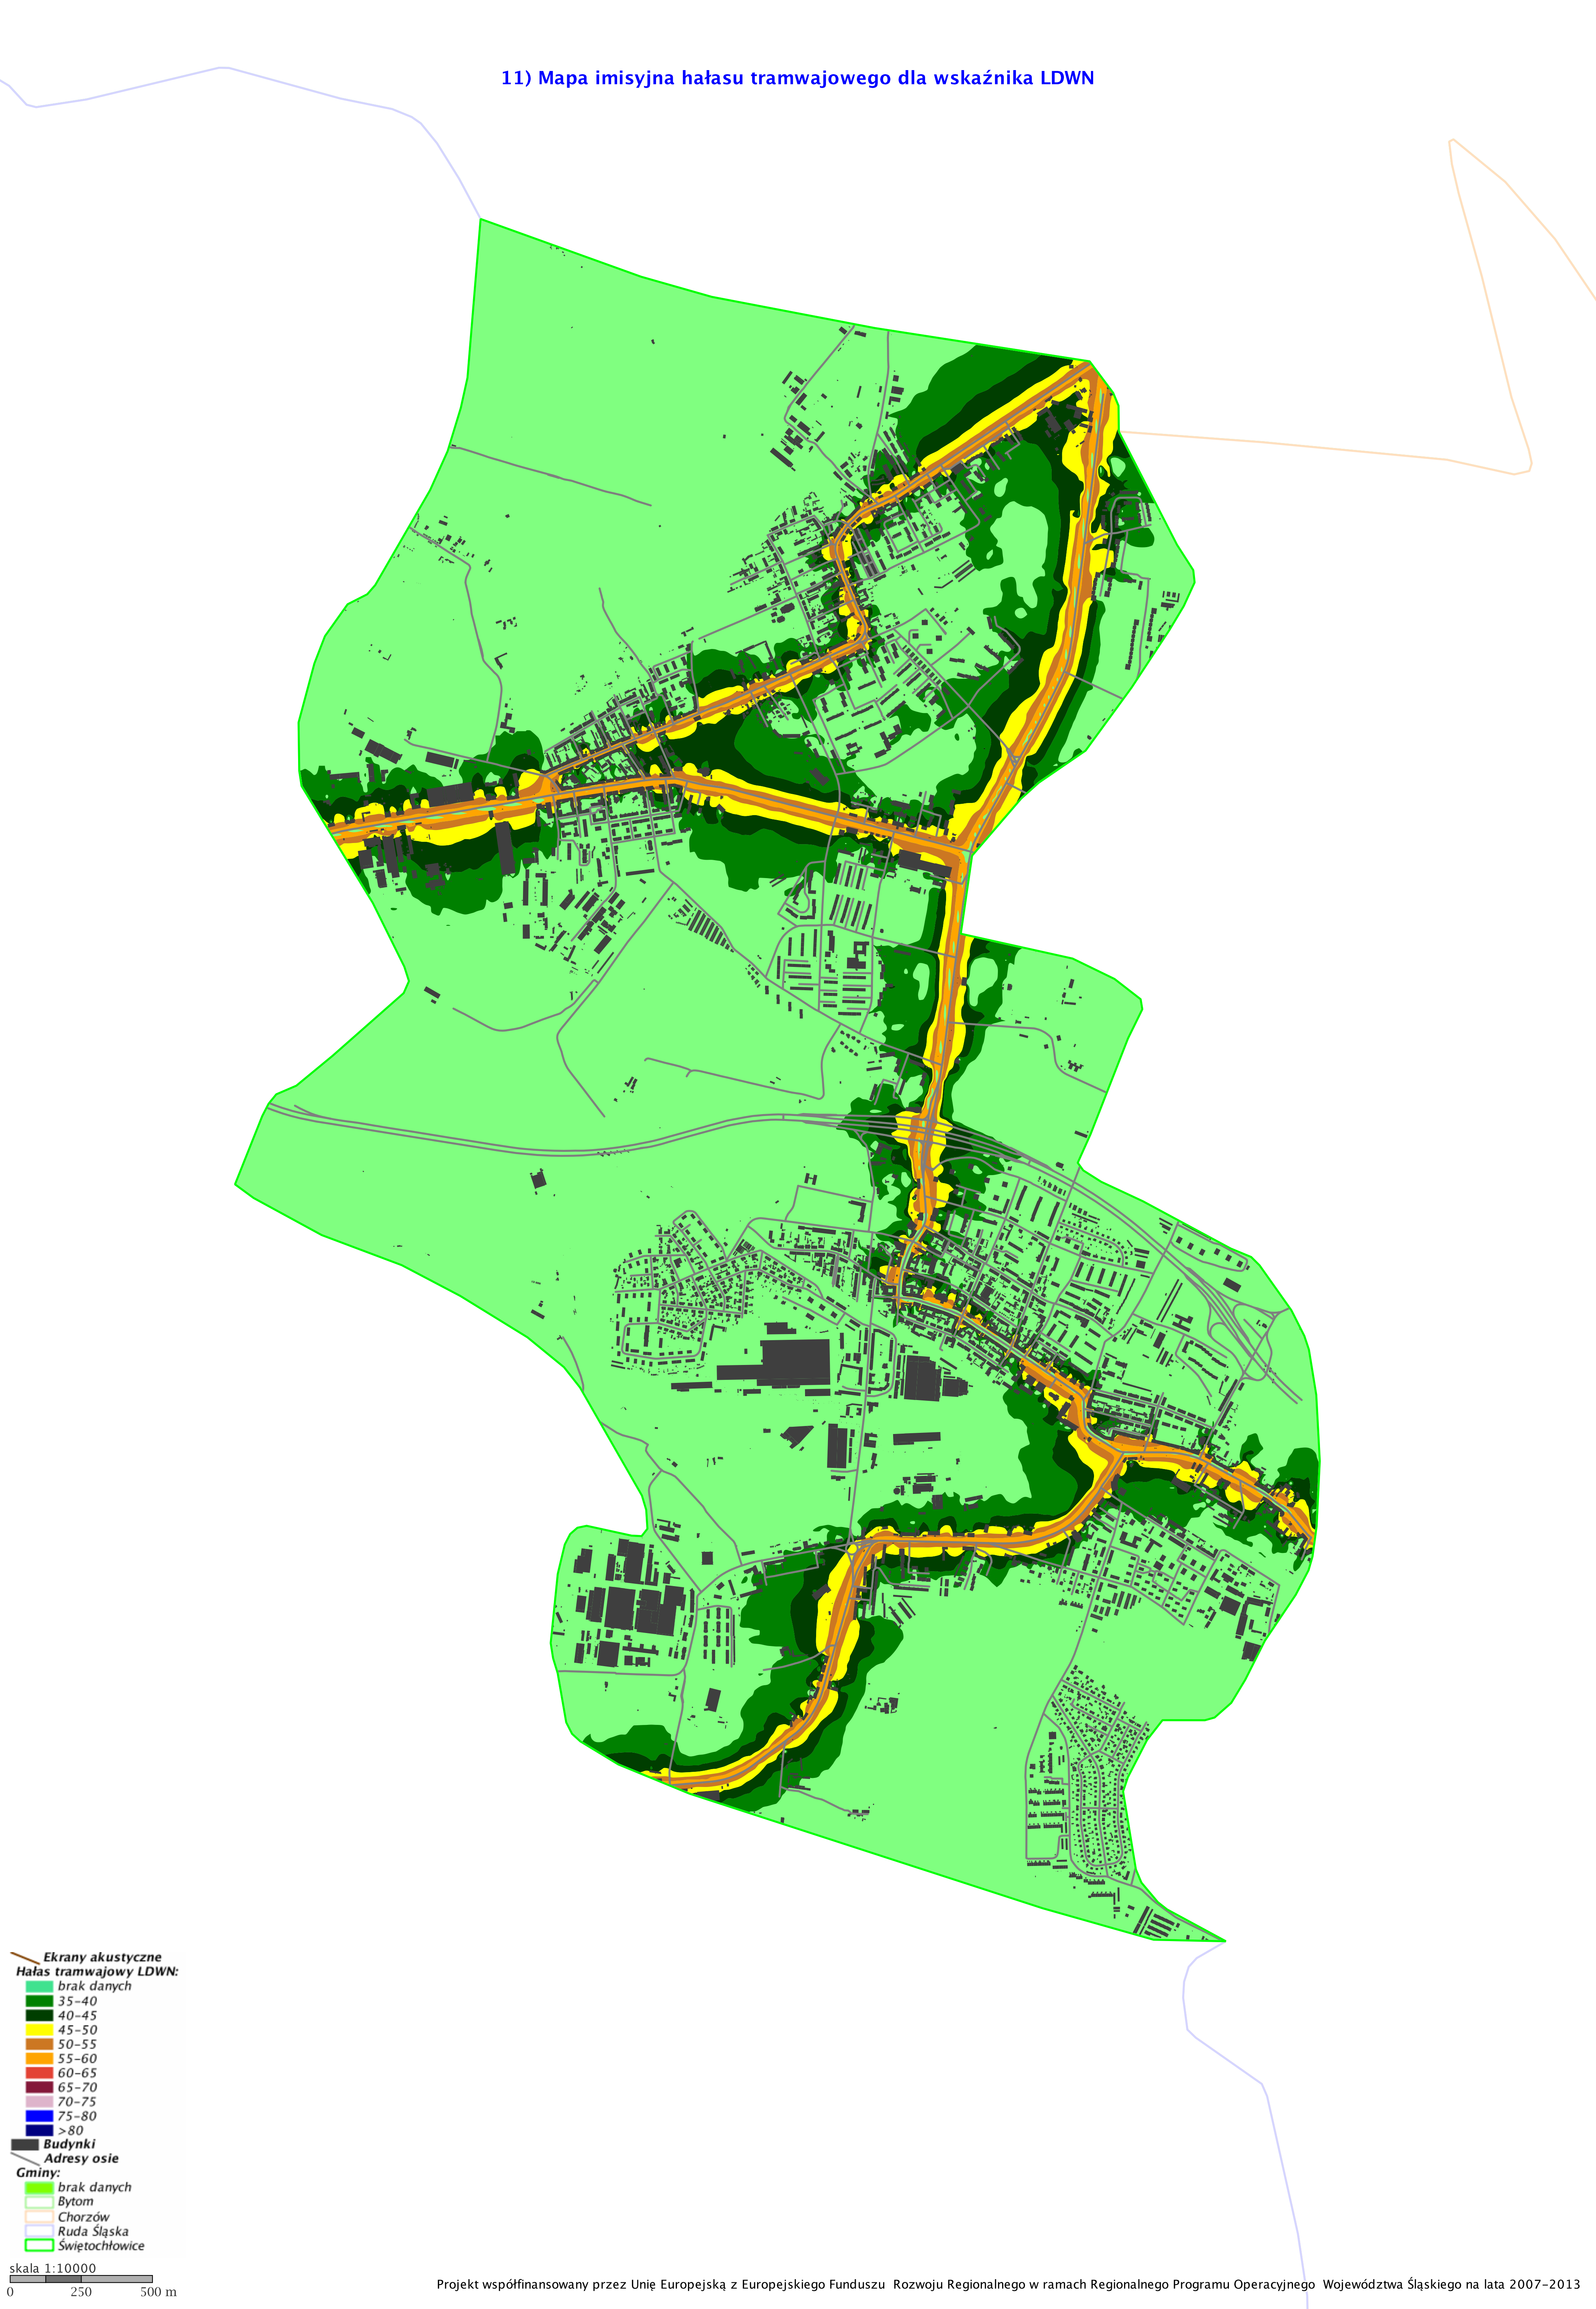 11) Mapa imisyjna hałasu tramwajowego dla wskaźnika LDWN
Ekrany akustyczne
Hałas tramwajowy LDWN:
brak danych
35-40
40-45
45-50
50-55
55-60
60-65
65-70
70-75
75-80
>80
Budynki
Adresy osie
Gminy:
brak danych
Bytom
Chorzów
Ruda Śląska
Świętochłowice
skala 1:10000
0 250 500 m
Projekt współfinansowany przez Unię Europejską z Europejskiego Funduszu Rozwoju Regionalnego w ramach Regionalnego Programu Operacyjnego Województwa Śląskiego na lata 2007-2013